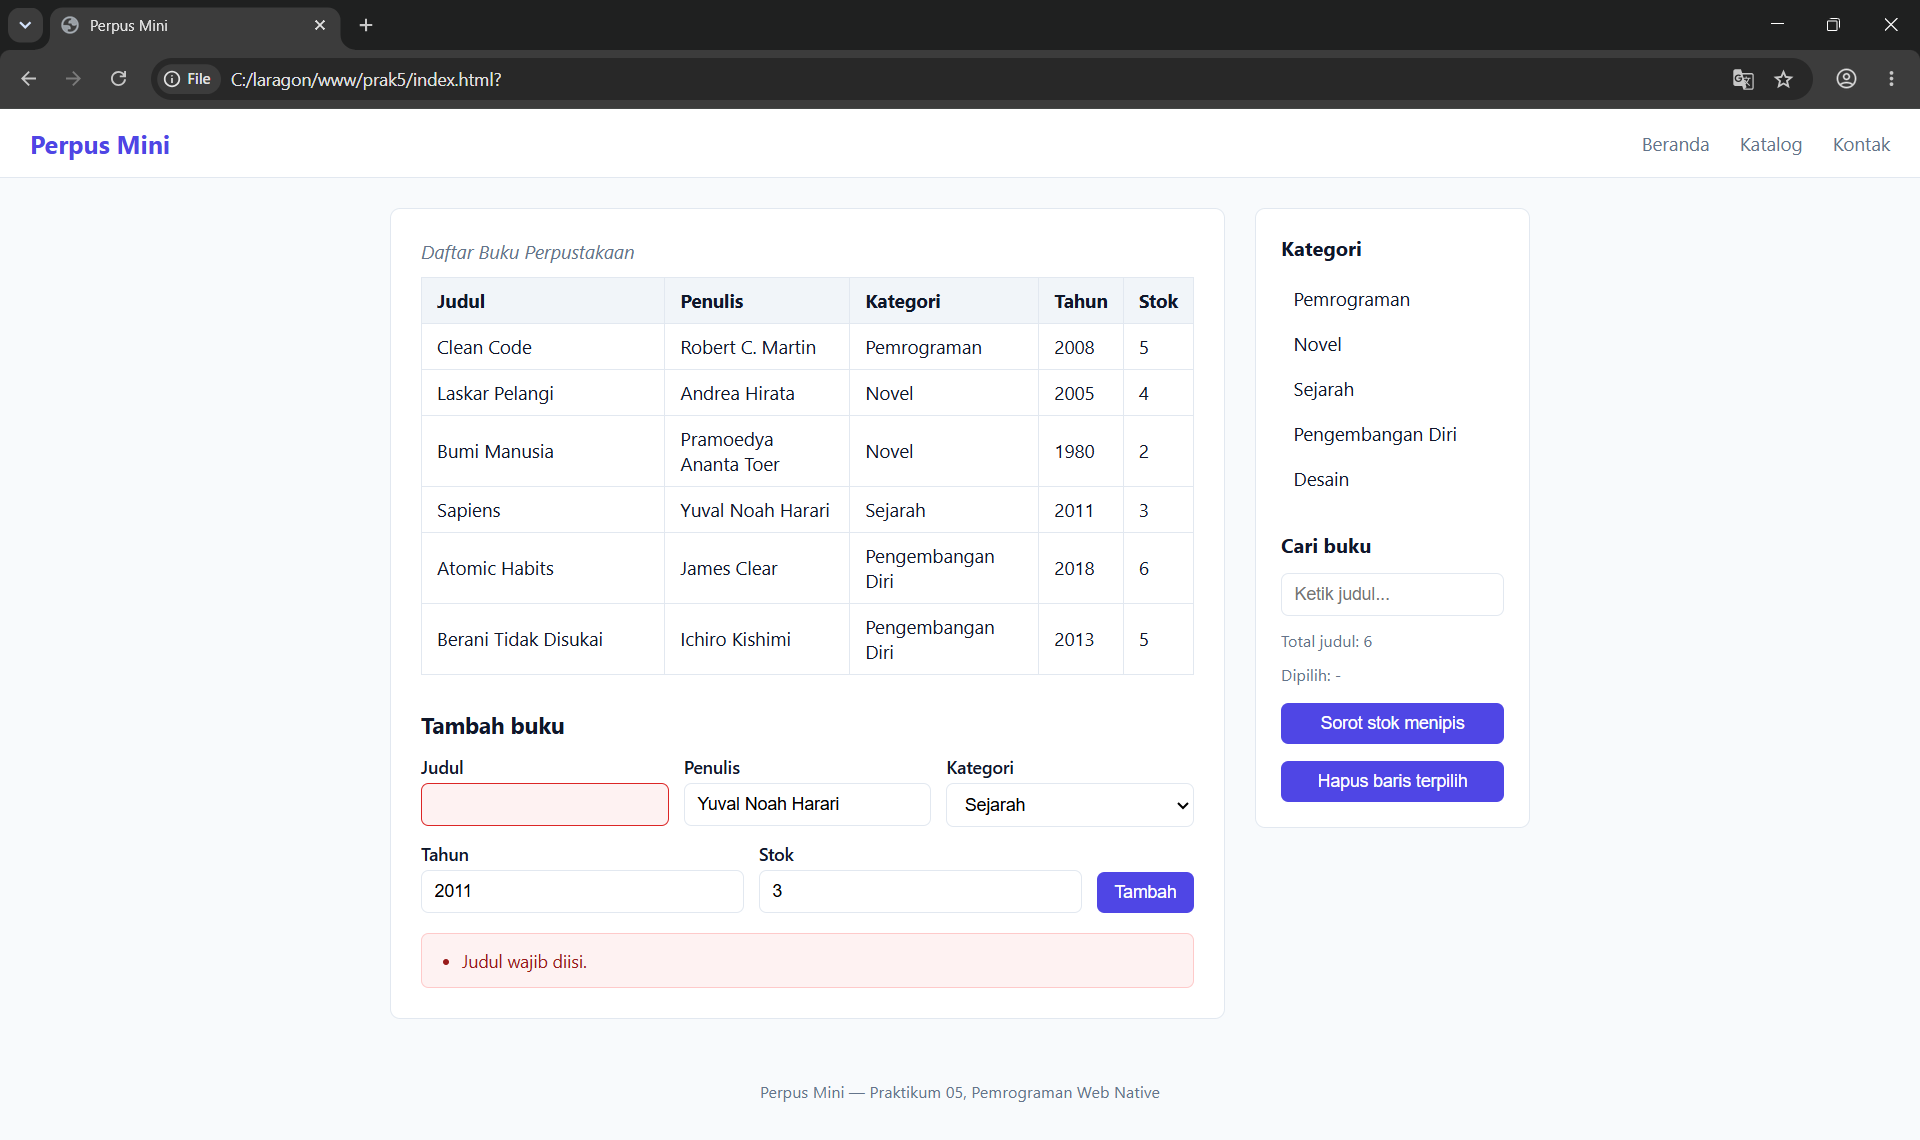 Perpus Mini
File C:/laragon/www/prak5/index.html?
Perpus Mini
Beranda Katalog Kontak
Daftar Buku Perpustakaan
Judul Penulis Kategori Tahun Stok
Clean Code Robert C. Martin Pemrograman 2008 5
Laskar Pelangi Andrea Hirata Novel 2005 4
Bumi Manusia Pramoedya Ananta Toer Novel 1980 2
Sapiens Yuval Noah Harari Sejarah 2011 3
Atomic Habits James Clear Pengembangan Diri 2018 6
Berani Tidak Disukai Ichiro Kishimi Pengembangan Diri 2013 5
Tambah buku
Judul Penulis Kategori
Yuval Noah Harari Sejarah
Tahun Stok
2011 3 Tambah
• Judul wajib diisi.
Kategori
Pemrograman
Novel
Sejarah
Pengembangan Diri
Desain
Cari buku
Ketik judul...
Total judul: 6
Dipilih: -
Sorot stok menipis
Hapus baris terpilih
Perpus Mini — Praktikum 05, Pemrograman Web Native